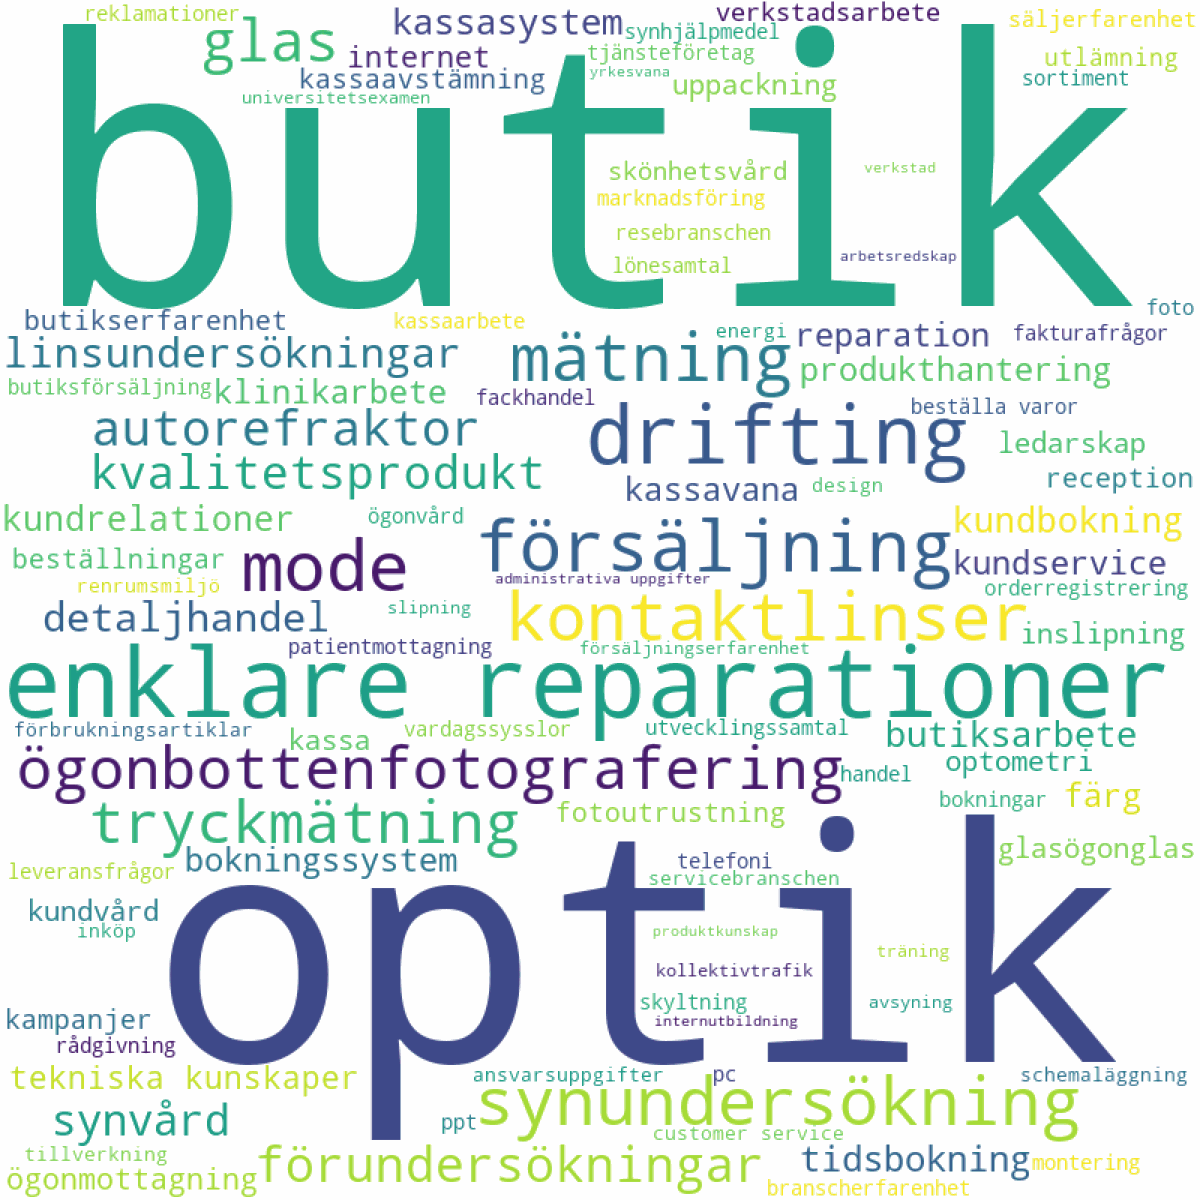 reklamationer
glas
kassasystem
verkstadsarbete
säljerfarenhet
internet
synhjälpmedel
tjänsteföretag
utlämning
kassaavstämning
yrkesvana
uppackning
sortiment
universitetsexamen
butik
skönhetsvård
verkstad
marknadsföring
resebranschen
lönesamtal
arbetsredskap
foto
butikserfarenhet
kassaarbete
energi
reparation
fakturafrågor
linsundersökningar
mätning
produkthantering
butiksförsäljning
klinikarbete
fackhandel
beställa varor
autorefraktor
drifting
ledarskap
kvalitetsprodukt
kassavana
design
reception
kundrelationer
ögonvård
försäljning
kundbokning
beställningar
mode
kundservice
renrumsmiljö
administrativa uppgifter
orderregistrering
detaljhandel
slipning
kontaktlinser
inslipning
patientmottagning
försäljningserfarenhet
enklare reparationer
förbrukningsartiklar
kassa
vardagssysslor
utvecklingssamtal
butiksarbete
ögonbottenfotografering
handel
optometri
tryckmätning
fotoutrustning
bokningar
färg
bokningssystem
telefoni
glasögonglas
leveransfrågor
servicebranschen
kundvård
inköp
optik
produktkunskap
träning
kollektivtrafik
skyltning
avsyning
internutbildning
kampanjer
rådgivning
tekniska kunskaper
ansvarsuppgifter
pc
schemaläggning
synvård
synundersökning
ppt
customer service
tillverkning
förundersökningar
tidsbokning
montering
ögonmottagning
branscherfarenhet